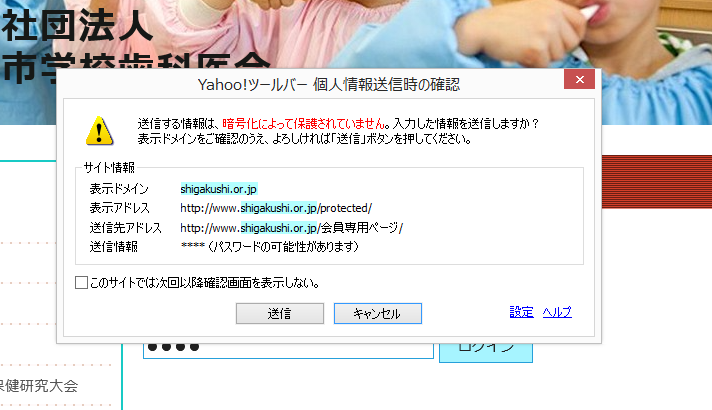 社団法人
市学校歯科医会
Yahoo!ツールバー 個人情報送信時の確認
送信する情報は、暗号化によって保護されていません。入力した情報を送信しますか？
表示ドメインをご確認のうえ、よろしければ「送信」ボタンを押してください。
サイト情報
表示ドメイン shigakushi.or.jp
表示アドレス http://www.shigakushi.or.jp/protected/
送信先アドレス http://www.shigakushi.or.jp/会員専用ページ/
送信情報 **** （パスワードの可能性があります）
このサイトでは次回以降確認画面を表示しない。
送信 キャンセル 設定 ヘルプ
ログイン
保健研究大会